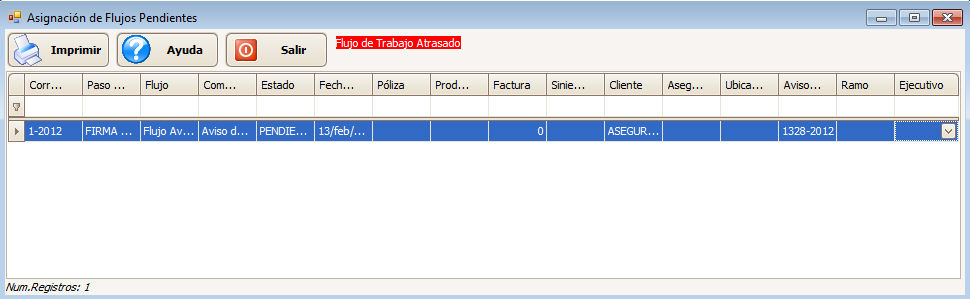 Asignación de Flujos Pendientes
Imprimir Ayuda Salir Flujo de Trabajo Atrasado
Corr... Paso ... Flujo Com... Estado Fech... Póliza Prod... Factura Sinie... Cliente Aseg... Ubica... Aviso... Ramo Ejecutivo
1-2012 FIRMA ... Flujo Av... Aviso d... PENDIE... 13/feb/... 0 ASEGUR... 1328-2012
Num.Registros: 1